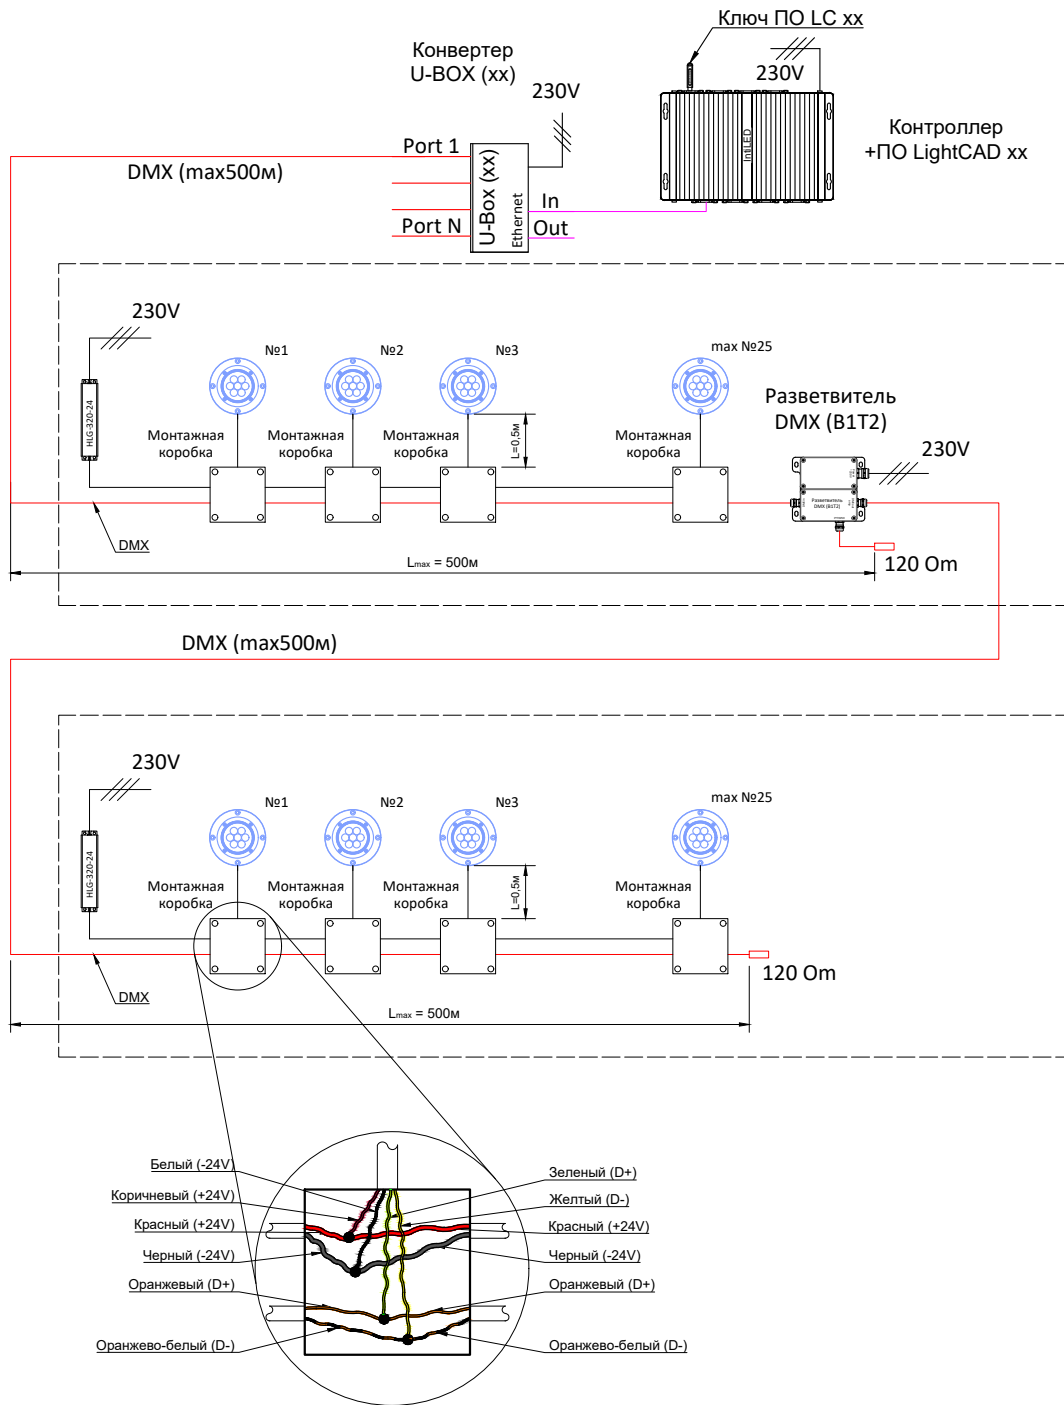 Ключ ПО LC xx
Конвертер
U-BOX (xx)
230V
230V
IntiLED
Контроллер
+ПО LightCAD xx
Port 1
DMX (max500м)
U-Box (xx)
Ethernet
In
Port N
Out
230V
№1
№2
№3
max №25
HLG-320-24
Разветвитель
DMX (B1T2)
Монтажная
коробка
Монтажная
коробка
Монтажная
коробка
L=0,5м
Монтажная
коробка
230V
Разветвитель
DMX (B1T2)
DMX
Lmax = 500м
120 Om
DMX (max500м)
230V
№1
№2
№3
max №25
HLG-320-24
Монтажная
коробка
Монтажная
коробка
Монтажная
коробка
L=0,5м
Монтажная
коробка
DMX
Lmax = 500м
120 Om
Белый (-24V)
Коричневый (+24V)
Красный (+24V)
Черный (-24V)
Оранжевый (D+)
Оранжево-белый (D-)
Зеленый (D+)
Желтый (D-)
Красный (+24V)
Черный (-24V)
Оранжевый (D+)
Оранжево-белый (D-)